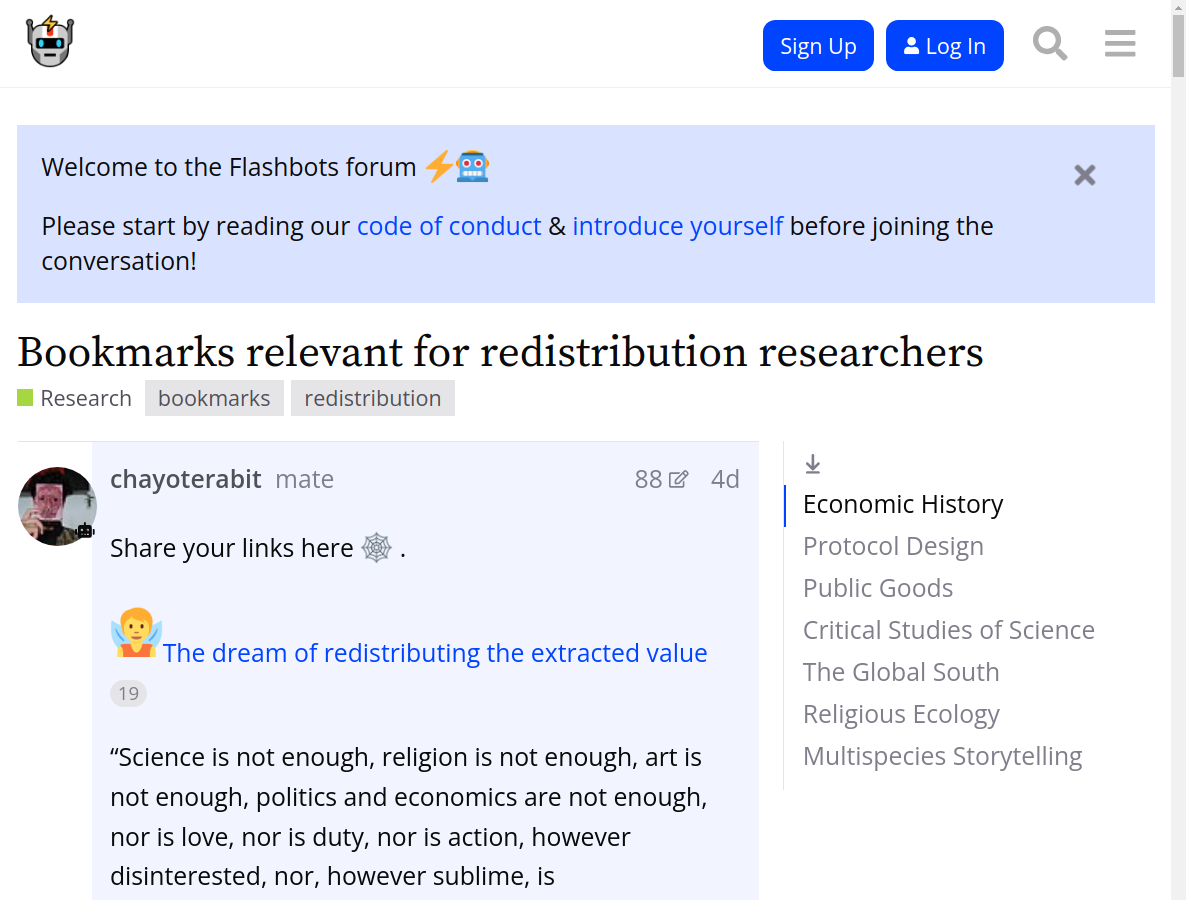 Sign Up
Log In
Welcome to the Flashbots forum
Please start by reading our code of conduct & introduce yourself before joining the
conversation!
Bookmarks relevant for redistribution researchers
Research bookmarks redistribution
chayoterabit mate 88 4d
Share your links here .
The dream of redistributing the extracted value
19
“Science is not enough, religion is not enough, art is
not enough, politics and economics are not enough,
nor is love, nor is duty, nor is action, however
disinterested, nor, however sublime, is
Economic History
Protocol Design
Public Goods
Critical Studies of Science
The Global South
Religious Ecology
Multispecies Storytelling